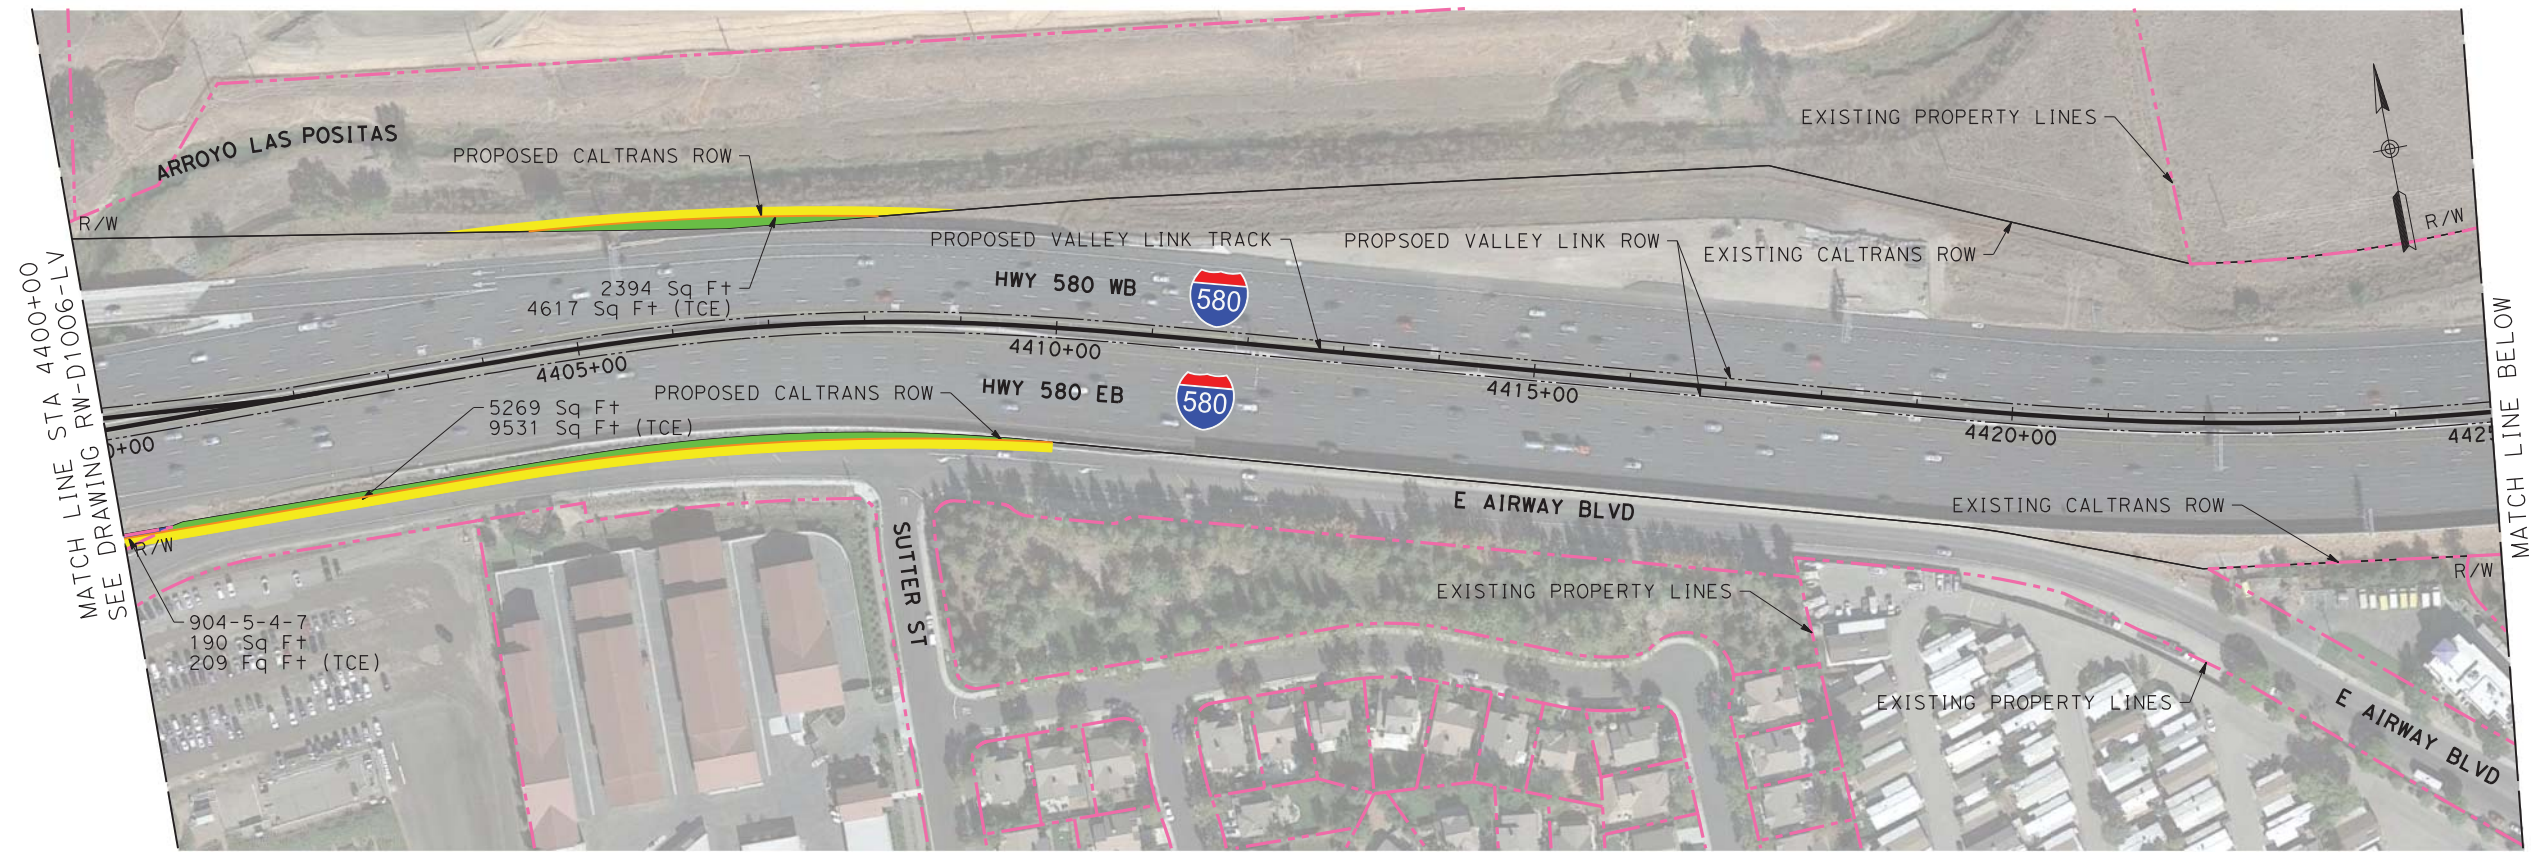 ARROYO LAS POSITAS
PROPOSED CALTRANS ROW
EXISTING PROPERTY LINES
R/W
R/W
PROPOSED VALLEY LINK TRACK
PROPSOED VALLEY LINK ROW
EXISTING CALTRANS ROW
2394 Sq Ft
4617 Sq Ft (TCE)
HWY 580 WB
580
MATCH LINE STA 4400+00
SEE DRAWING RW-D1006-LV
4405+00
4410+00
4415+00
4420+00
4425
0+00
PROPOSED CALTRANS ROW
HWY 580 EB
580
5269 Sq Ft
9531 Sq Ft (TCE)
MATCH LINE BELOW
R/W
E AIRWAY BLVD
EXISTING CALTRANS ROW
R/W
SUTTER ST
EXISTING PROPERTY LINES
904-5-4-7
190 Sq Ft
209 Fq Ft (TCE)
EXISTING PROPERTY LINES
E AIRWAY BLVD